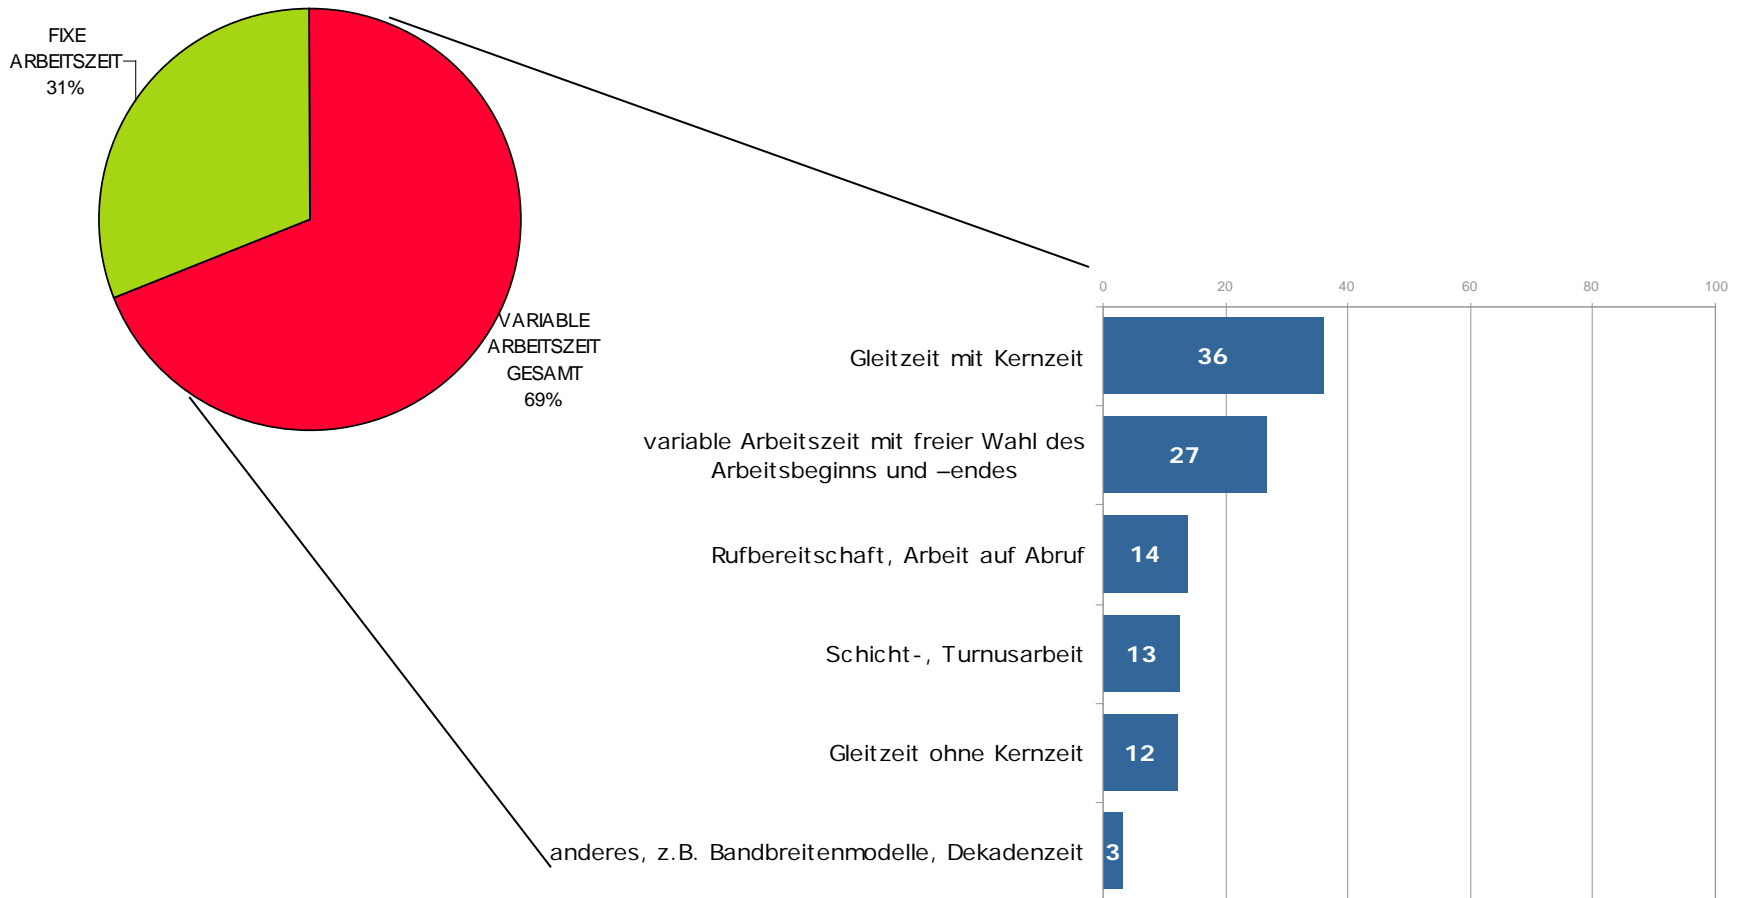 FIXE
ARBEITSZEIT
31%
VARIABLE
ARBEITSZEIT
GESAMT
69%
0 20 40 60 80 100
Gleitzeit mit Kernzeit 36
variable Arbeitszeit mit freier Wahl des
Arbeitsbeginns und –endes 27
Rufbereitschaft, Arbeit auf Abruf 14
Schicht-, Turnusarbeit 13
Gleitzeit ohne Kernzeit 12
anderes, z.B. Bandbreitenmodelle, Dekadenzeit 3